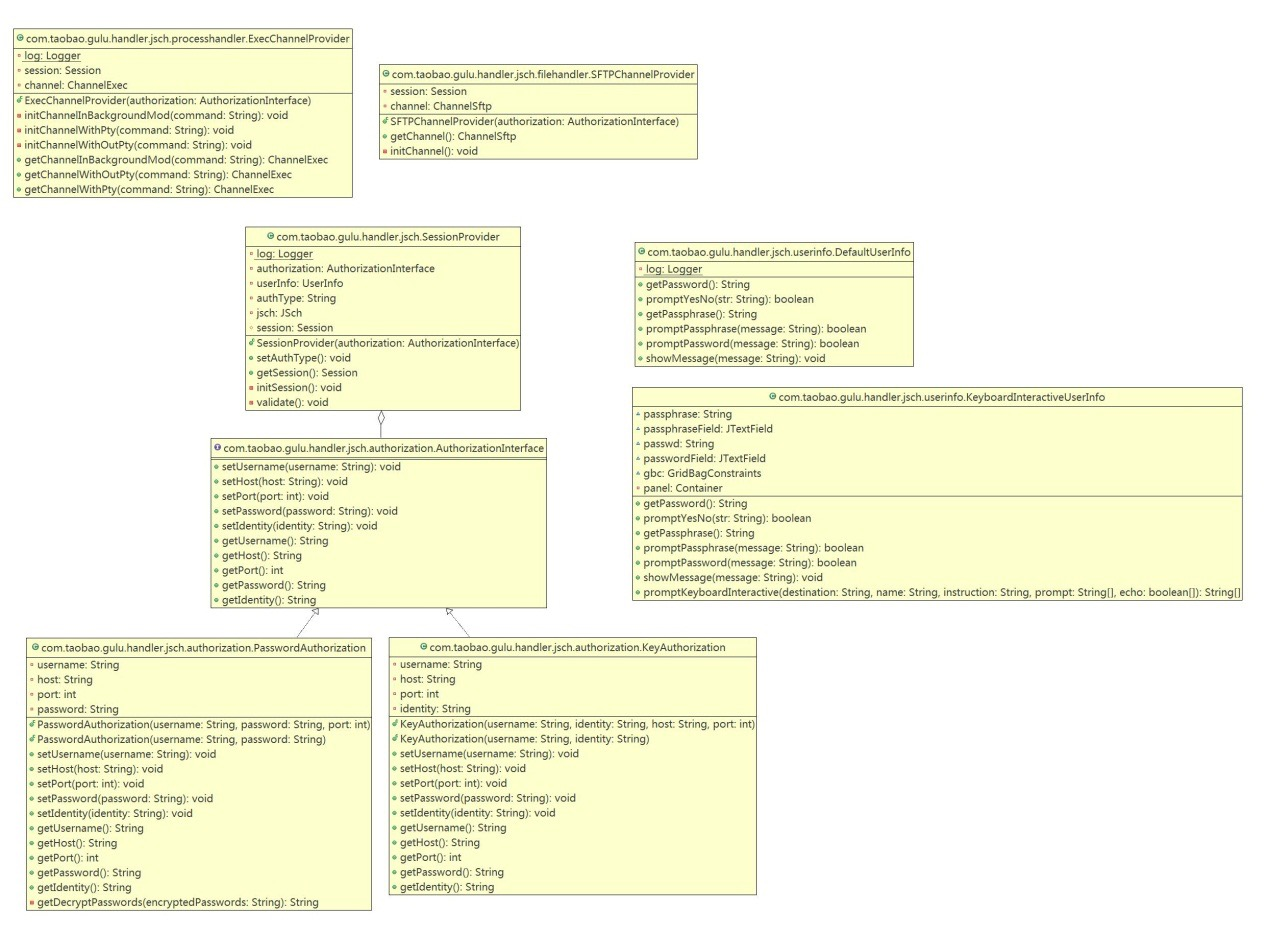 com.taobao.gulu.handler.jsch.processhandler.ExecChannelProvider
log: Logger
session: Session
channel: ChannelExec
ExecChannelProvider(authorization: AuthorizationInterface)
initChannelInBackgroundMod(command: String): void
initChannelWithPty(command: String): void
initChannelWithOutPty(command: String): void
getChannelInBackgroundMod(command: String): ChannelExec
getChannelWithOutPty(command: String): ChannelExec
getChannelWithPty(command: String): ChannelExec
com.taobao.gulu.handler.jsch.filehandler.SFTPChannelProvider
session: Session
channel: ChannelSftp
SFTPChannelProvider(authorization: AuthorizationInterface)
getChannel(): ChannelSftp
initChannel(): void
com.taobao.gulu.handler.jsch.SessionProvider
log: Logger
authorization: AuthorizationInterface
userInfo: UserInfo
authType: String
jsch: JSch
session: Session
SessionProvider(authorization: AuthorizationInterface)
setAuthType(): void
getSession(): Session
initSession(): void
validate(): void
com.taobao.gulu.handler.jsch.userinfo.DefaultUserInfo
log: Logger
getPassword(): String
promptYesNo(str: String): boolean
getPassphrase(): String
promptPassphrase(message: String): boolean
promptPassword(message: String): boolean
showMessage(message: String): void
com.taobao.gulu.handler.jsch.userinfo.KeyboardInteractiveUserInfo
passphrase: String
passphraseField: JTextField
passwd: String
passwordField: JTextField
gbc: GridBagConstraints
panel: Container
getPassword(): String
promptYesNo(str: String): boolean
getPassphrase(): String
promptPassphrase(message: String): boolean
promptPassword(message: String): boolean
showMessage(message: String): void
promptKeyboardInteractive(destination: String, name: String, instruction: String, prompt: String[], echo: boolean[]): String[]
com.taobao.gulu.handler.jsch.authorization.AuthorizationInterface
setUsername(username: String): void
setHost(host: String): void
setPort(port: int): void
setPassword(password: String): void
setIdentity(identity: String): void
getUsername(): String
getHost(): String
getPort(): int
getPassword(): String
getIdentity(): String
com.taobao.gulu.handler.jsch.authorization.PasswordAuthorization
username: String
host: String
port: int
password: String
PasswordAuthorization(username: String, password: String, port: int)
PasswordAuthorization(username: String, password: String)
setUsername(username: String): void
setHost(host: String): void
setPort(port: int): void
setPassword(password: String): void
setIdentity(identity: String): void
getUsername(): String
getHost(): String
getPort(): int
getPassword(): String
getIdentity(): String
getDecryptPasswords(encryptedPasswords: String): String
com.taobao.gulu.handler.jsch.authorization.KeyAuthorization
username: String
host: String
port: int
identity: String
KeyAuthorization(username: String, identity: String, host: String, port: int)
KeyAuthorization(username: String, identity: String)
setUsername(username: String): void
setHost(host: String): void
setPort(port: int): void
setPassword(password: String): void
setIdentity(identity: String): void
getUsername(): String
getHost(): String
getPort(): int
getPassword(): String
getIdentity(): String